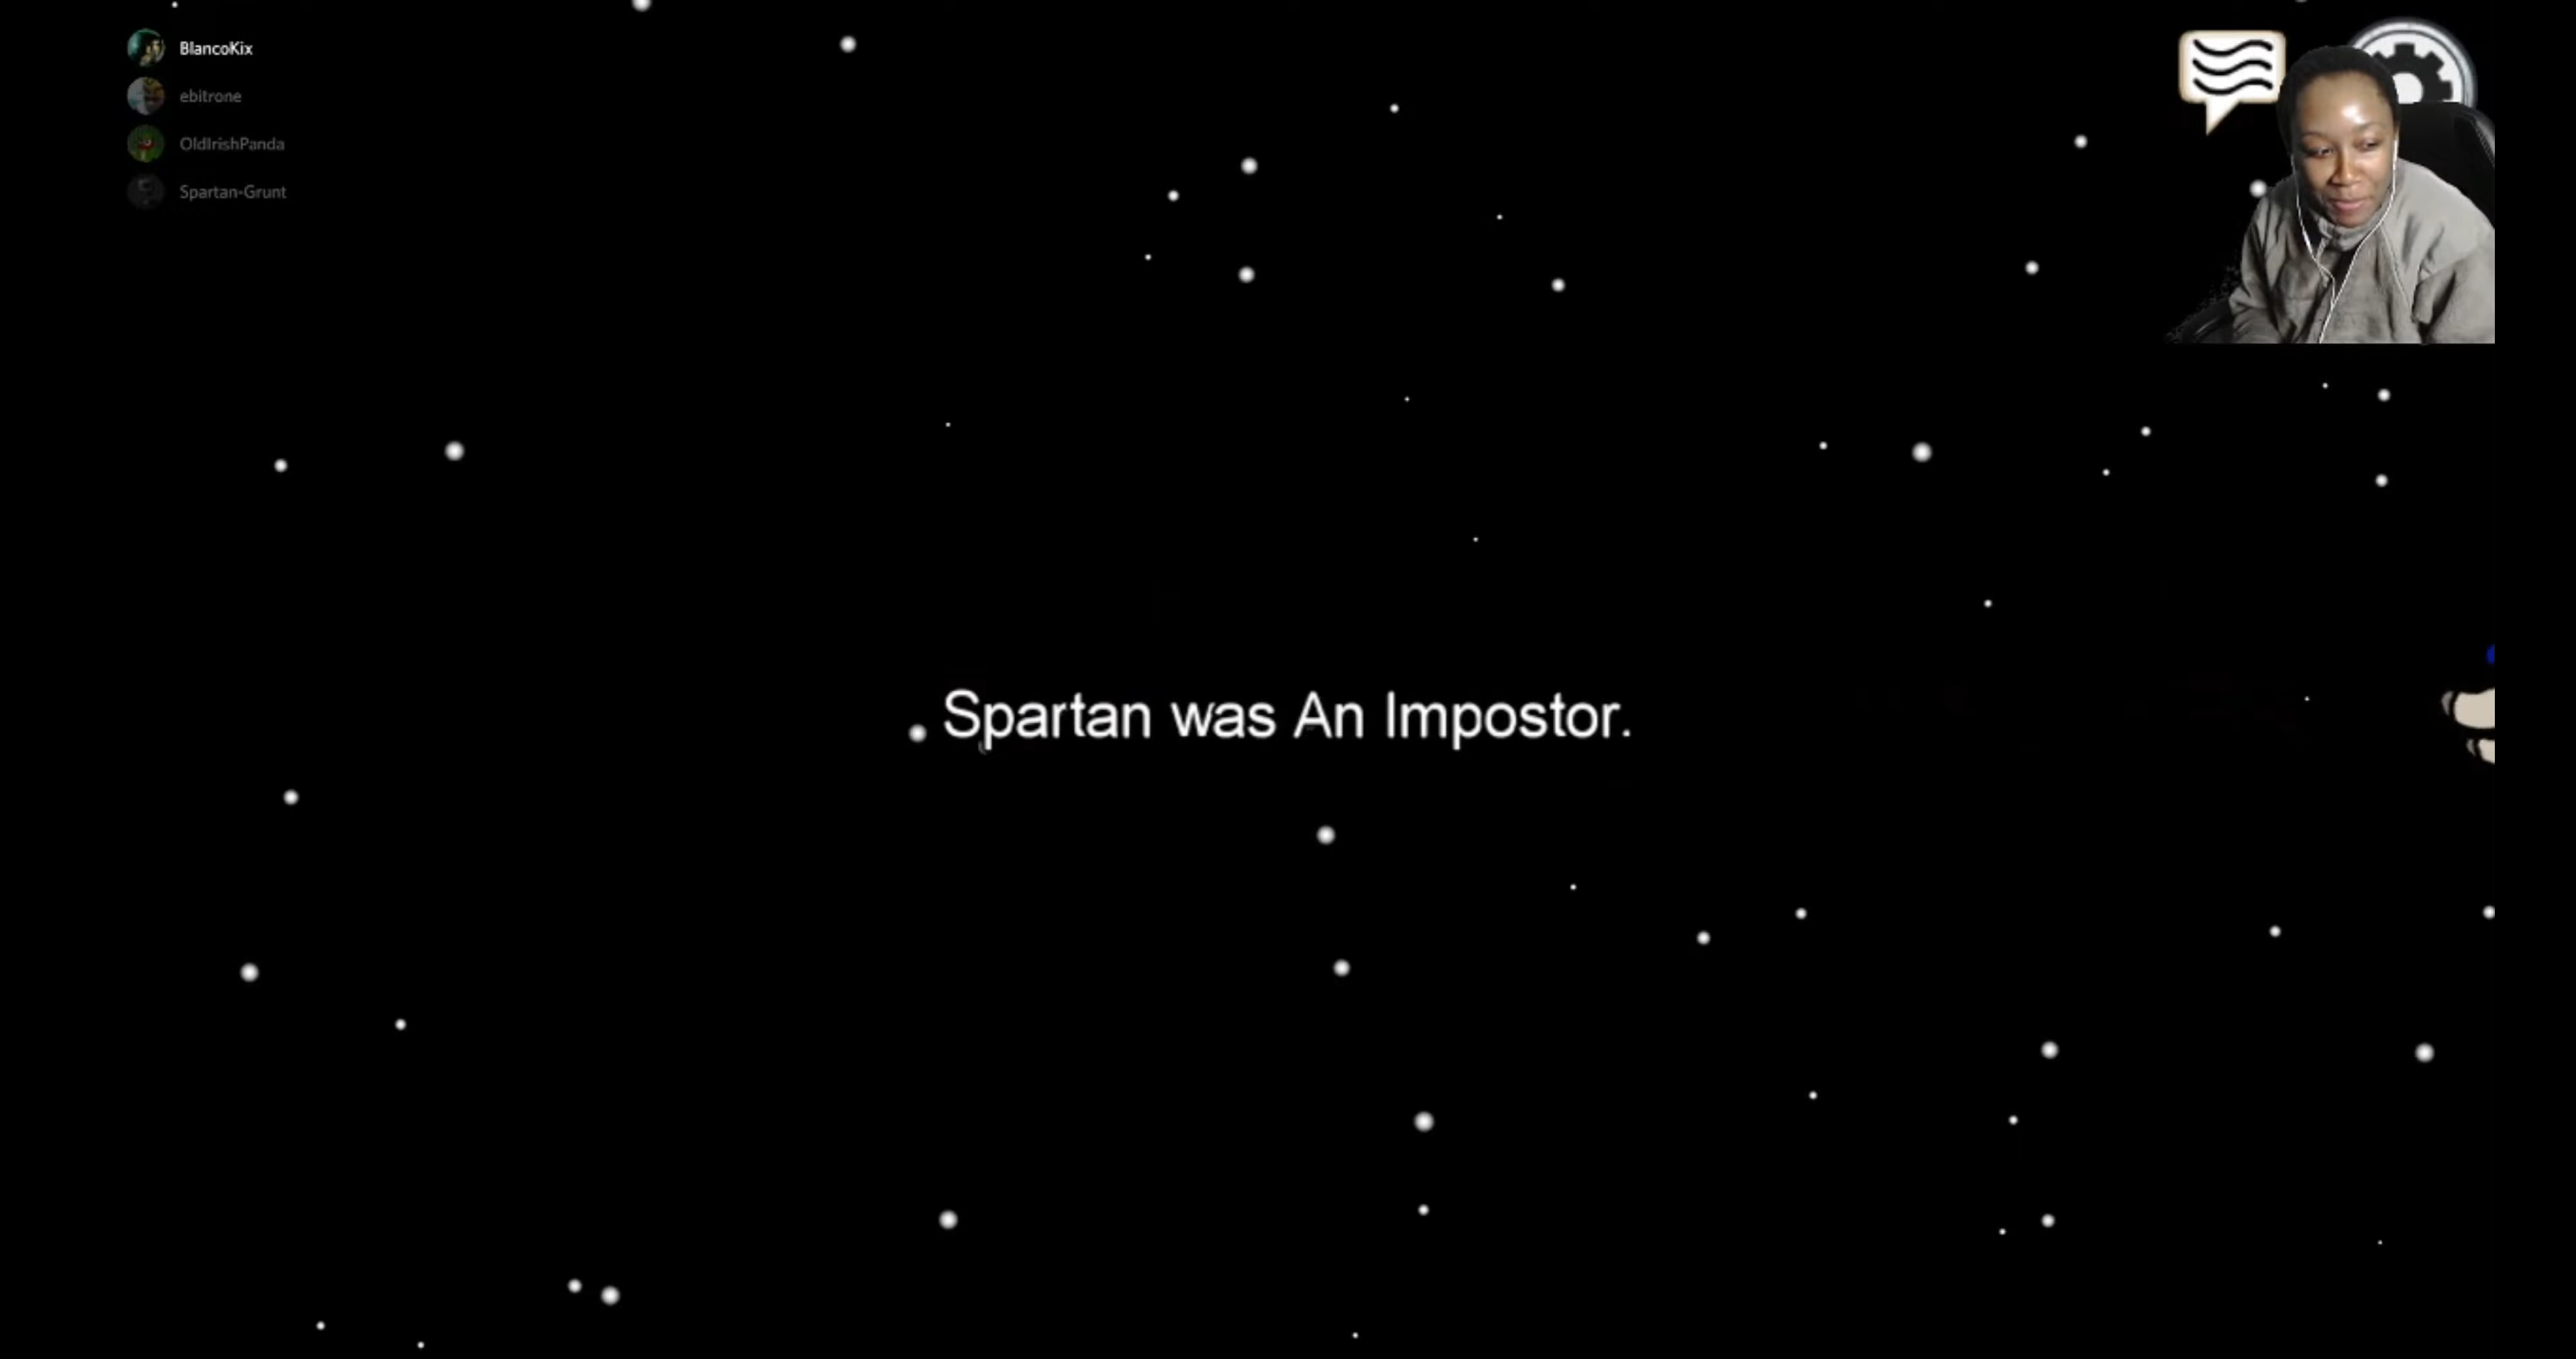 BlancoKix
ebitrone
OldIrishPanda
Spartan-Grunt
Spartan was An Impostor.